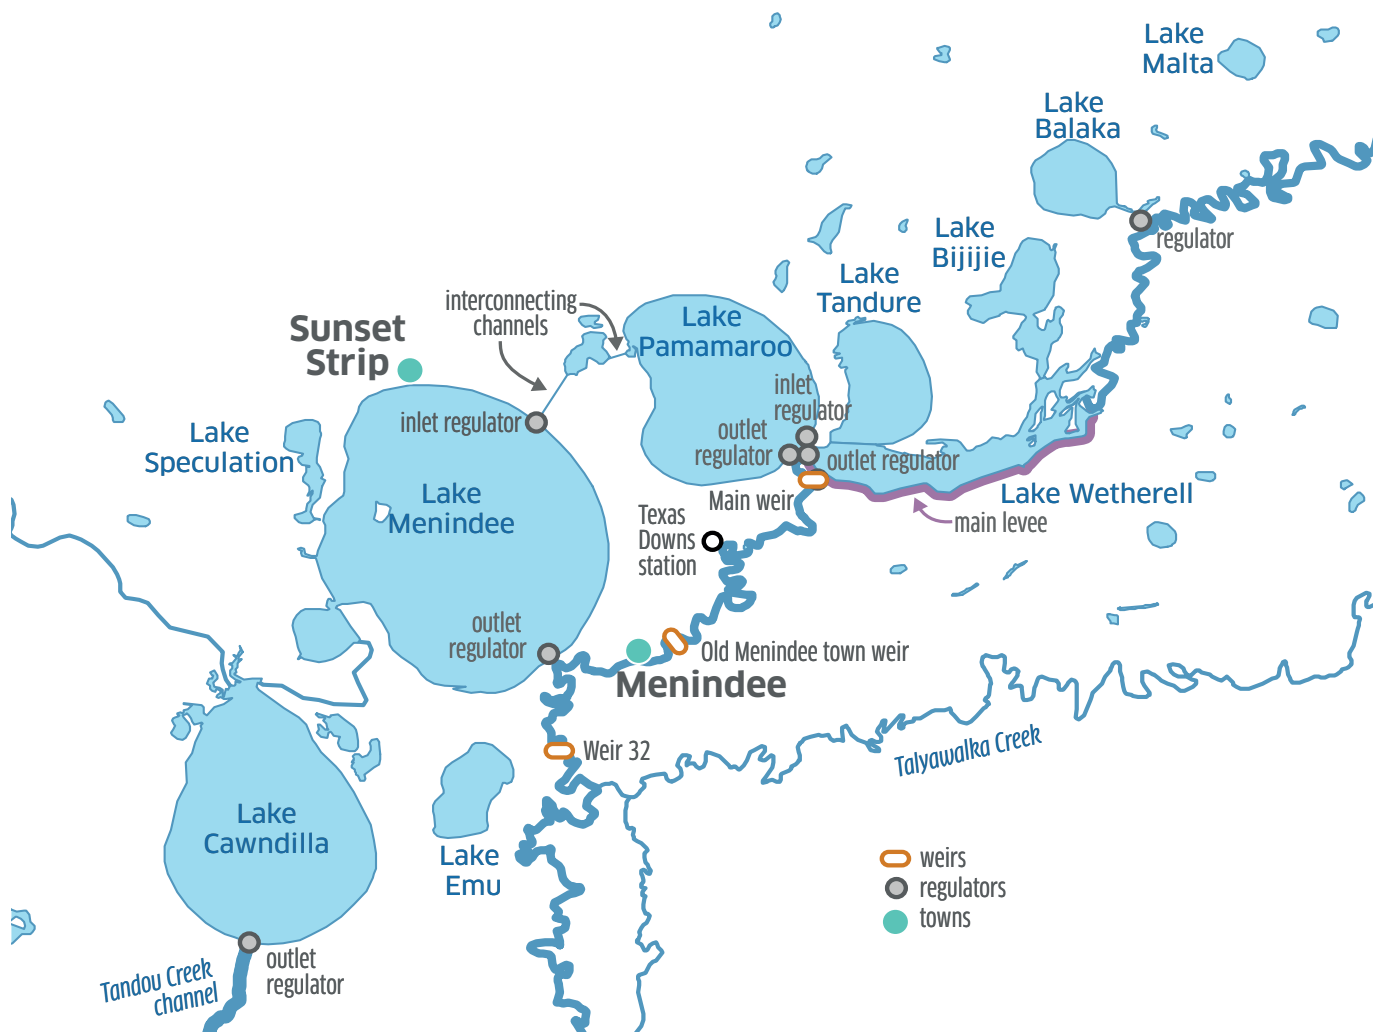 Lake
Malta
Lake
Balaka
regulator
Lake
Bijijie
Lake
Tandure
interconnecting
channels
Lake
Pamamaroo
Sunset
Strip
inlet
regulator
inlet regulator
outlet
regulator
outlet regulator
Lake
Speculation
Lake
Menindee
Main weir
Lake Wetherell
main levee
Texas
Downs
station
outlet
regulator
Old Menindee town weir
Menindee
Weir 32
Talyawalka Creek
Lake
Cawndilla
Lake
Emu
weirs
regulators
towns
outlet
regulator
Tandou Creek
channel